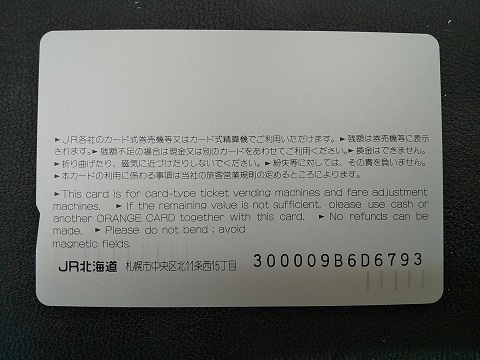 ►JR各社のカード式券売機等又はカード式精算機でご利用いただけます。►残額は券売機等に表示
されます。►残額不足の場合は現金又は別のカードをあわせてご利用ください。►換金はできません。
►折り曲げたり、磁気に近づけたりしないでください。►紛失等に対しては、その責を負いません。
►本カードの利用に係わる事項は当社の旅客営業規則の定めるところによります。
►This card is for card-type ticket vending machines and fare adjustment
machines. ►If the remaining value is not sufficient, please use cash or
another ORANGE CARD together with this card. ►No refunds can be
made. ►Please do not bend; avoid
magnetic fields.
JR北海道 札幌市中央区北11条西15丁目 300009B6D6793